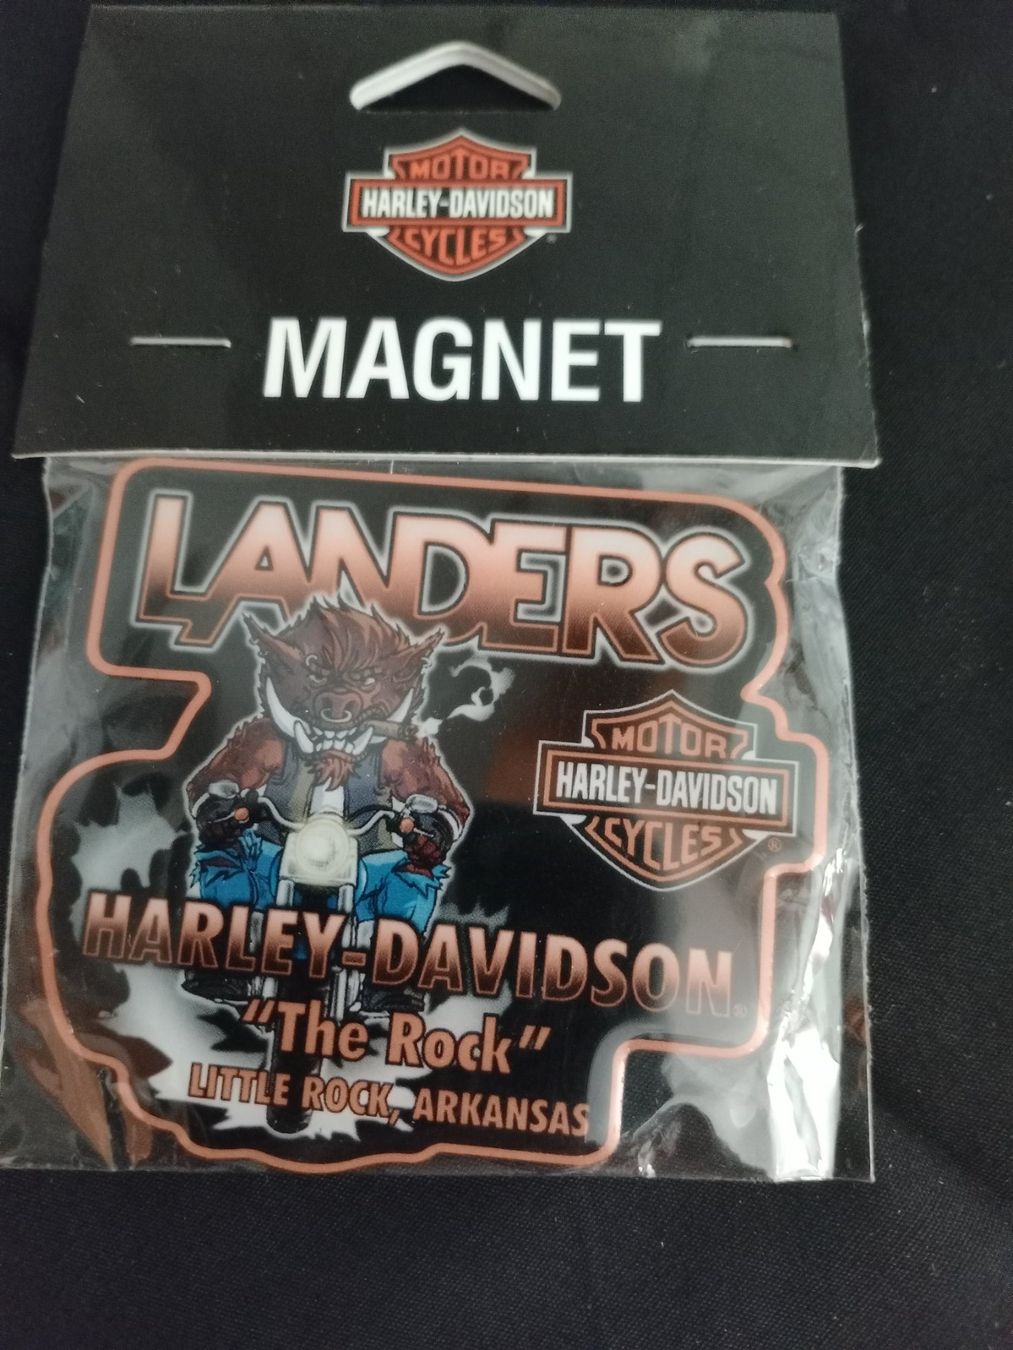 MOTOR
HARLEY-DAVIDSON
CYCLES
®
MAGNET
LANDERS
MOTOR
HARLEY-DAVIDSON
CYCLES
®
HARLEY-DAVIDSON®
"The Rock"
LITTLE ROCK, ARKANSAS